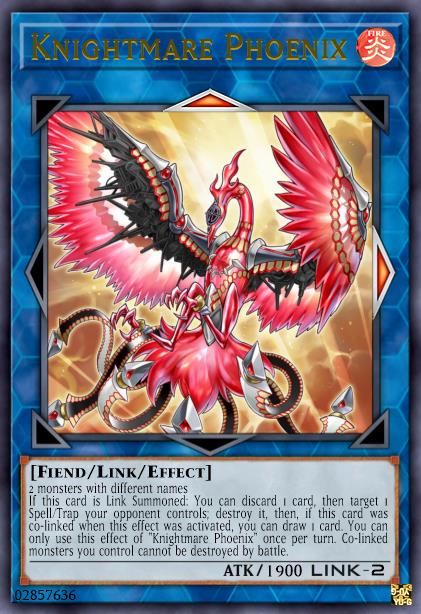 Knightmare Phoenix
FIRE
炎
[Fiend/Link/Effect]
2 monsters with different names
If this card is Link Summoned: You can discard 1 card, then target 1
Spell/Trap your opponent controls; destroy it, then, if this card was
co-linked when this effect was activated, you can draw 1 card. You can
only use this effect of "Knightmare Phoenix" once per turn. Co-linked
monsters you control cannot be destroyed by battle.
ATK/1900 LINK-2
02857636